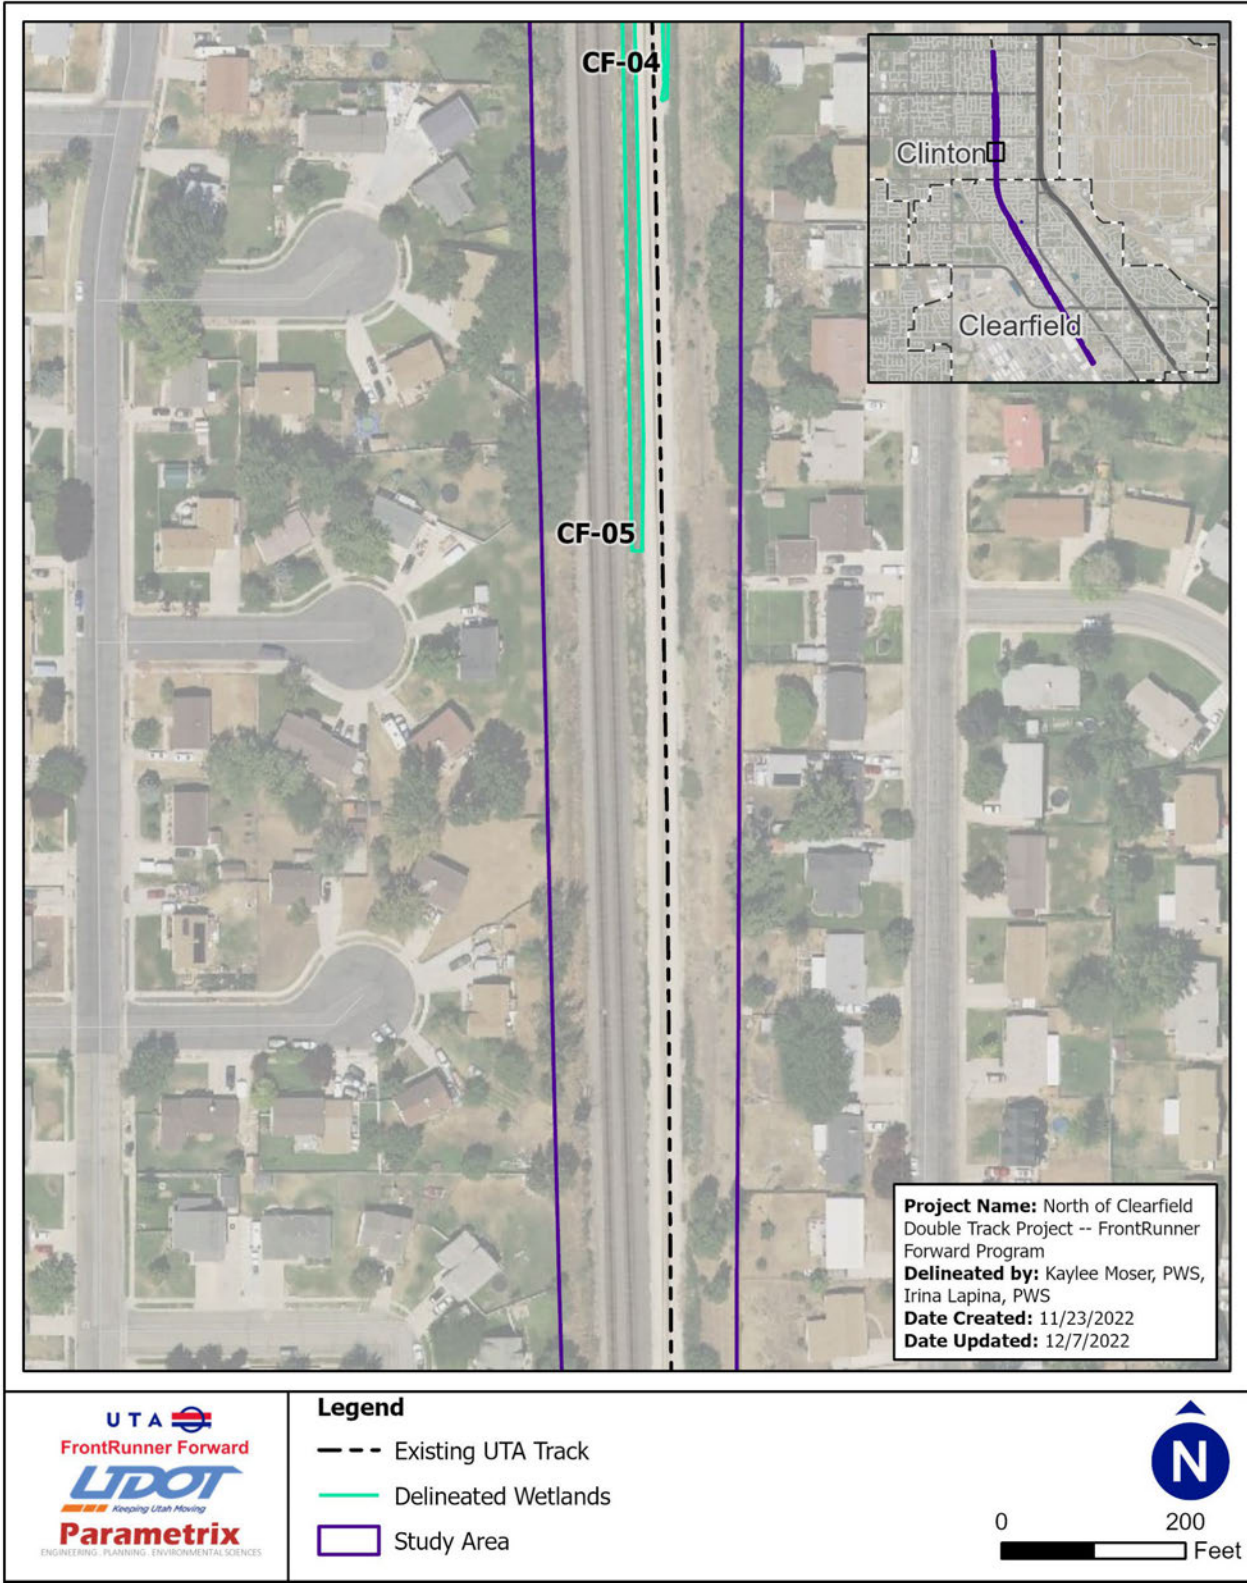 CF-04
CF-05
Clinton
Clearfield
Project Name: North of Clearfield
Double Track Project -- FrontRunner
Forward Program
Delineated by: Kaylee Moser, PWS,
Irina Lapina, PWS
Date Created: 11/23/2022
Date Updated: 12/7/2022
UTA
FrontRunner Forward
UDOT
Keeping Utah Moving
Parametrix
ENGINEERING. PLANNING. ENVIRONMENTAL SCIENCES
Legend
Existing UTA Track
Delineated Wetlands
Study Area
N
0 200
Feet